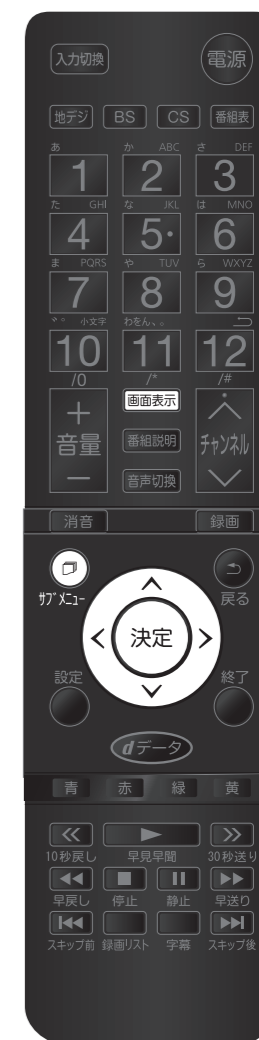 入力切換 電源
地デジ BS CS 番組表
あ か ABC さ DEF
1 2 3
た GHI な JKL は MNO
4 5 6
ま PQRS や TUV ら WXYZ
7 8 9
゛゜ 小文字 わをん、。
10 11 12
/0 /* /#
+ 画面表示
音量 番組説明 チャンネル
− 音声切換
消音 録画
サブメニュー 戻る
決定
設定 終了
dデータ
青 赤 緑 黄
10秒戻し 早見早聞 30秒送り
早戻し 停止 静止 早送り
スキップ前 録画リスト 字幕 スキップ後